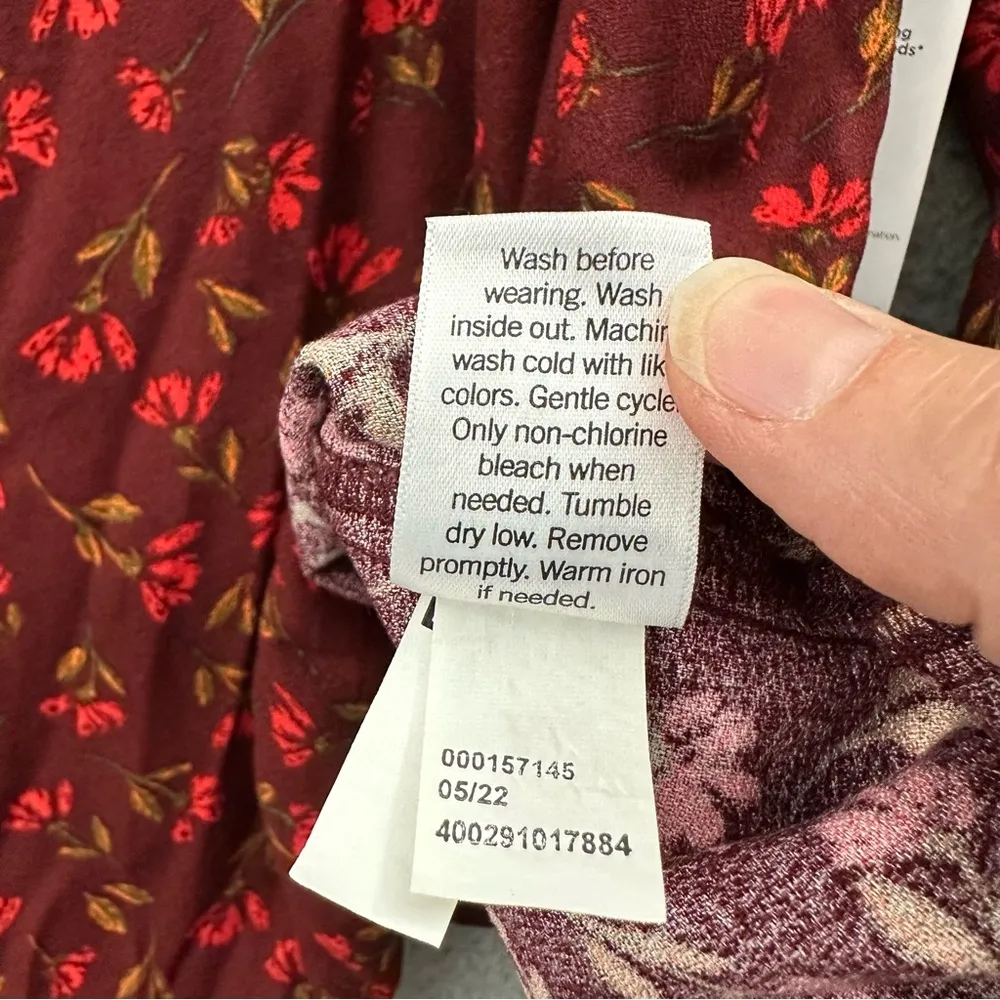 Wash before
wearing. Wash
inside out. Machin
wash cold with lik
colors. Gentle cycle.
Only non-chlorine
bleach when
needed. Tumble
dry low. Remove
promptly. Warm iron
if needed.
000157145
05/22
400291017884